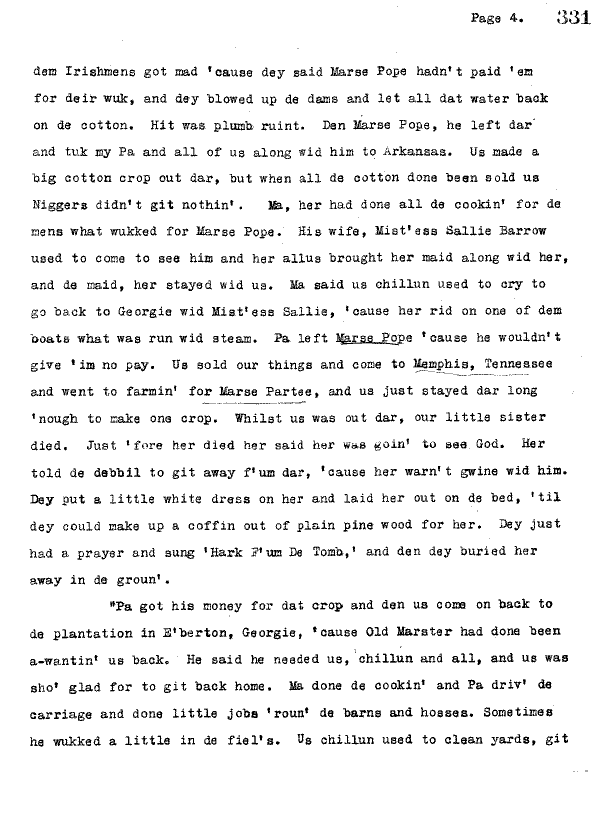 Page 4. 331
dem Irishmens got mad 'cause dey said Marse Pope hadn't paid 'em
for deir wuk, and dey blowed up de dams and let all dat water back
on de cotton. Hit was plumb ruint. Den Marse Pope, he left dar
and tuk my Pa and all of us along wid him to Arkansas. Us made a
big cotton crop out dar, but when all de cotton done been sold us
Niggers didn't git nothin'. Ma, her had done all de cookin' for de
mens what wukked for Marse Pope. His wife, Mist'ess Sallie Barrow
used to come to see him and her allus brought her maid along wid her,
and de maid, her stayed wid us. Ma said us chillun used to cry to
go back to Georgie wid Mist'ess Sallie, 'cause her rid on one of dem
boats what was run wid steam. Pa left Marse Pope 'cause he wouldn't
give 'im no pay. Us sold our things and come to Memphis, Tennessee
and went to farmin' for Marse Partee, and us just stayed dar long
'nough to make one crop. Whilst us was out dar, our little sister
died. Just 'fore her died her said her was goin' to see God. Her
told de debbil to git away f'um dar, 'cause her warn't gwine wid him.
Dey put a little white dress on her and laid her out on de bed, 'til
dey could make up a coffin out of plain pine wood for her. Dey just
had a prayer and sung 'Hark F'um De Tomb,' and den dey buried her
away in de groun'.
"Pa got his money for dat crop and den us come on back to
de plantation in E'berton, Georgie, 'cause Old Marster had done been
a-wantin' us back. He said he needed us, chillun and all, and us was
sho' glad for to git back home. Ma done de cookin' and Pa driv' de
carriage and done little jobs 'roun' de barns and hosses. Sometimes
he wukked a little in de fiel's. Us chillun used to clean yards, git